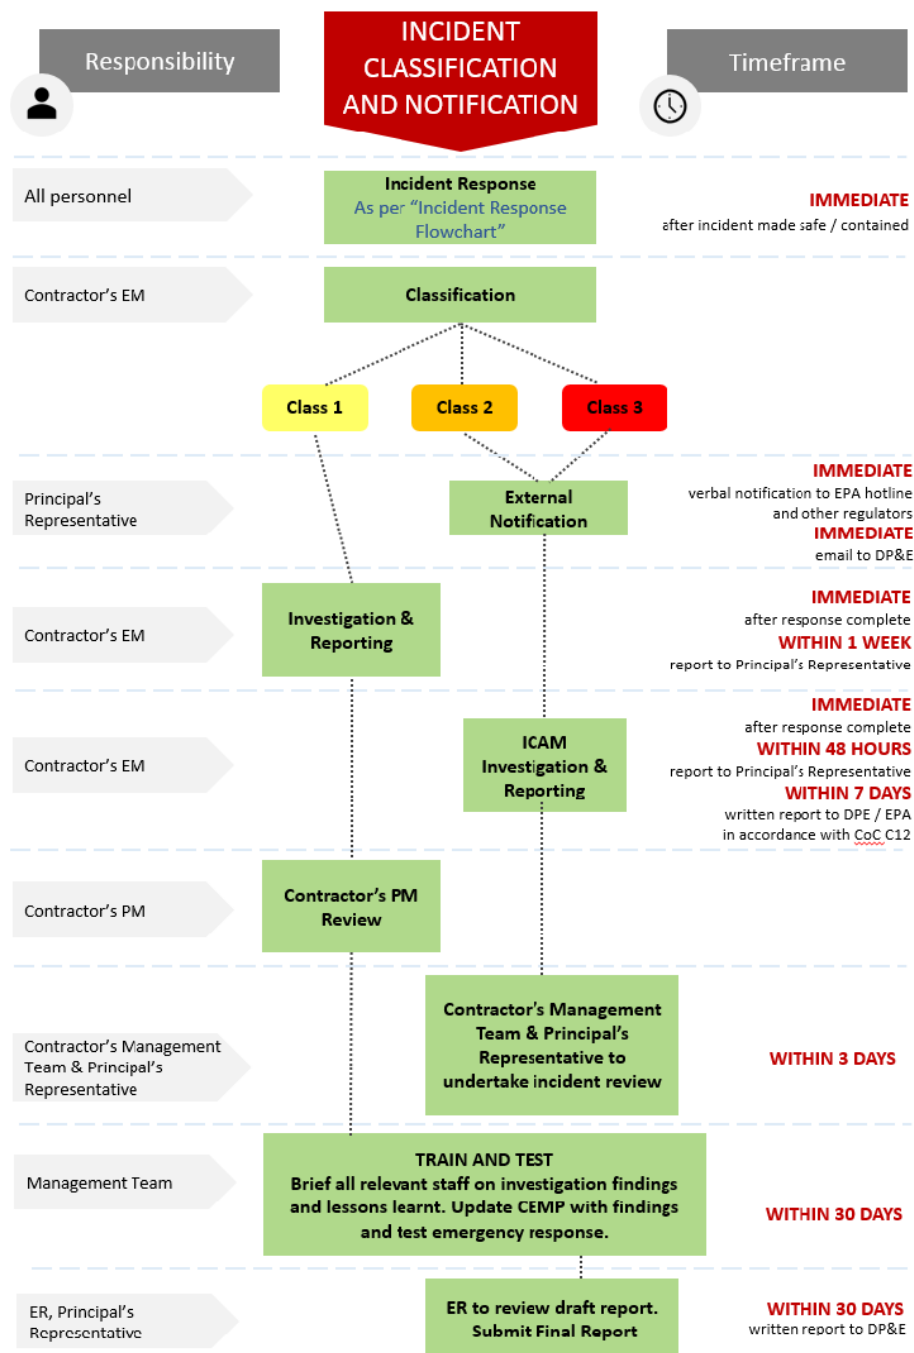 Responsibility
INCIDENT
CLASSIFICATION
AND NOTIFICATION
Timeframe
All personnel
Incident Response
As per “Incident Response
Flowchart”
IMMEDIATE
after incident made safe / contained
Contractor’s EM
Classification
Class 1
Class 2
Class 3
Principal’s
Representative
External
Notification
IMMEDIATE
verbal notification to EPA hotline
and other regulators
IMMEDIATE
email to DP&E
Contractor’s EM
Investigation &
Reporting
IMMEDIATE
after response complete
WITHIN 1 WEEK
report to Principal’s Representative
Contractor’s EM
ICAM
Investigation &
Reporting
IMMEDIATE
after response complete
WITHIN 48 HOURS
report to Principal’s Representative
WITHIN 7 DAYS
written report to DPE / EPA
in accordance with CoC C12
Contractor’s PM
Contractor’s PM
Review
Contractor’s Management
Team & Principal’s
Representative
Contractor’s Management
Team & Principal’s
Representative to
undertake incident review
WITHIN 3 DAYS
Management Team
TRAIN AND TEST
Brief all relevant staff on investigation findings
and lessons learnt. Update CEMP with findings
and test emergency response.
WITHIN 30 DAYS
ER, Principal’s
Representative
ER to review draft report.
Submit Final Report
WITHIN 30 DAYS
written report to DP&E